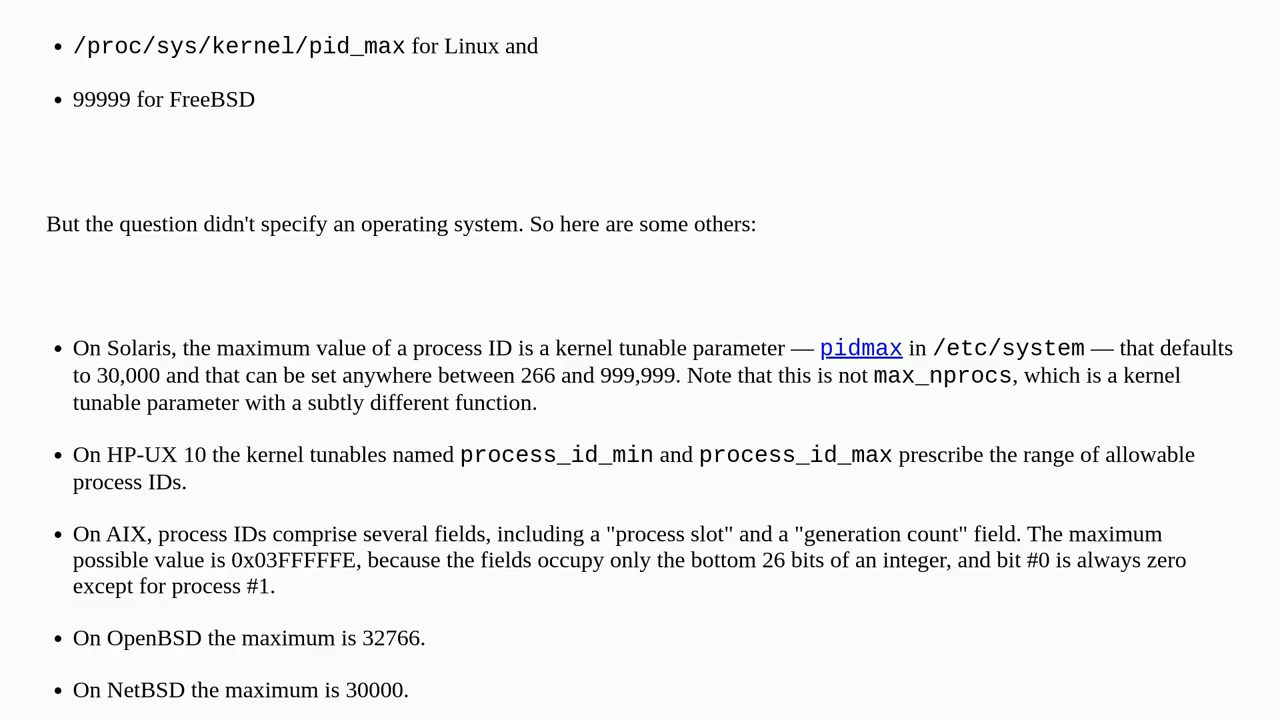 • /proc/sys/kernel/pid_max for Linux and
• 99999 for FreeBSD
But the question didn't specify an operating system. So here are some others:
• On Solaris, the maximum value of a process ID is a kernel tunable parameter — pidmax in /etc/system — that defaults
to 30,000 and that can be set anywhere between 266 and 999,999. Note that this is not max_nprocs, which is a kernel
tunable parameter with a subtly different function.
• On HP-UX 10 the kernel tunables named process_id_min and process_id_max prescribe the range of allowable
process IDs.
• On AIX, process IDs comprise several fields, including a "process slot" and a "generation count" field. The maximum
possible value is 0x03FFFFFE, because the fields occupy only the bottom 26 bits of an integer, and bit #0 is always zero
except for process #1.
• On OpenBSD the maximum is 32766.
• On NetBSD the maximum is 30000.